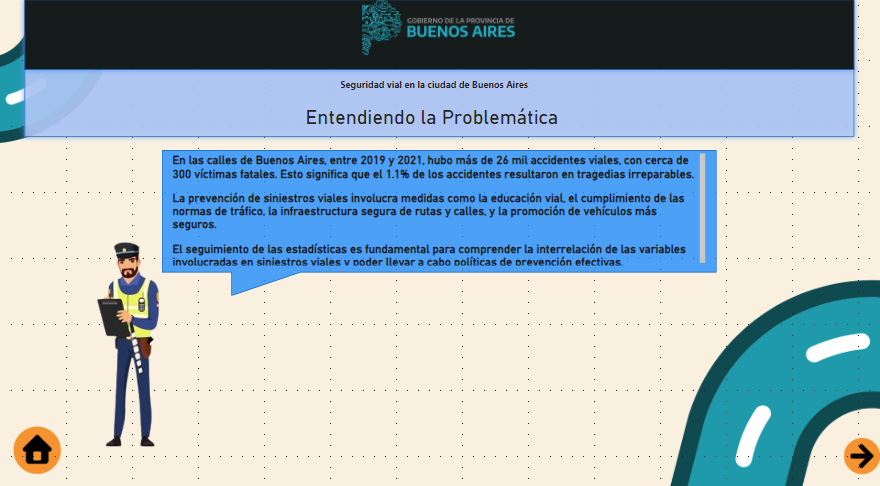 GOBIERNO DE LA PROVINCIA DE
BUENOS AIRES
Seguridad vial en la ciudad de Buenos Aires
Entendiendo la Problemática
En las calles de Buenos Aires, entre 2019 y 2021, hubo más de 26 mil accidentes viales, con cerca de
300 víctimas fatales. Esto significa que el 1.1% de los accidentes resultaron en tragedias irreparables.
La prevención de siniestros viales involucra medidas como la educación vial, el cumplimiento de las
normas de tráfico, la infraestructura segura de rutas y calles, y la promoción de vehículos más
seguros.
El seguimiento de las estadísticas es fundamental para comprender la interrelación de las variables
involucradas en siniestros viales y poder llevar a cabo políticas de prevención efectivas.